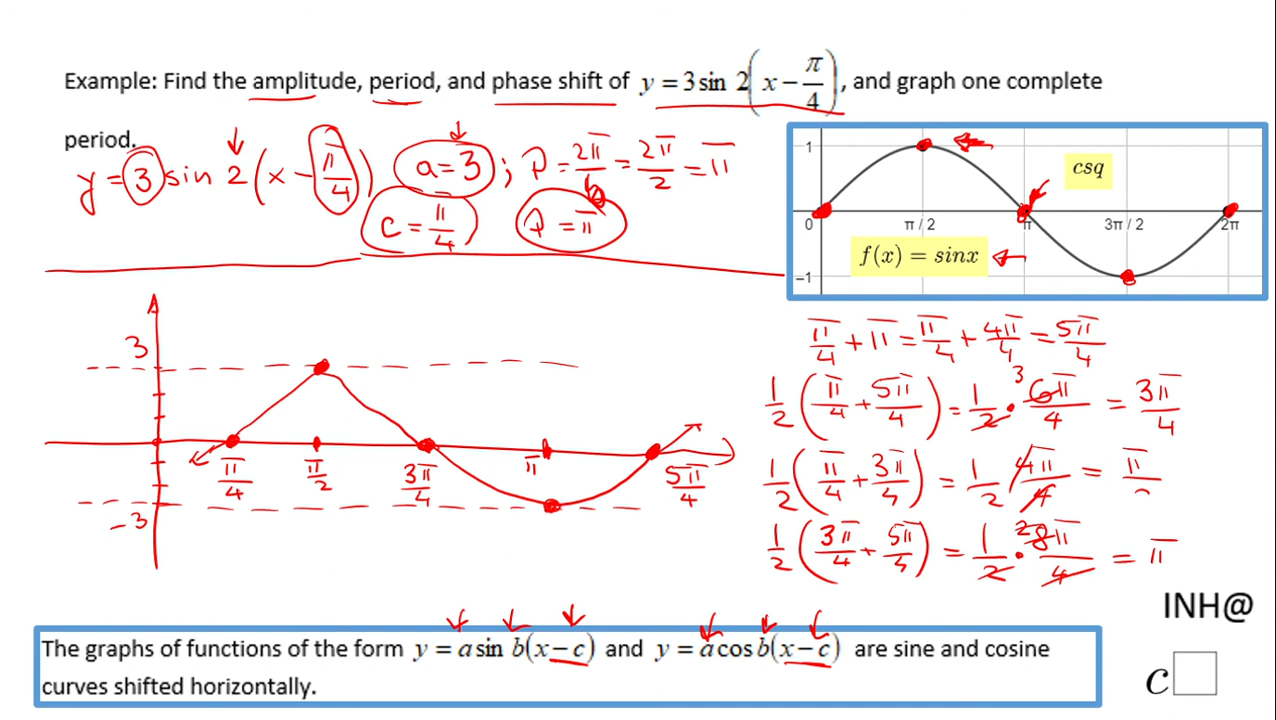 Example: Find the amplitude, period, and phase shift of y = 3 sin 2(x − π/4), and graph one complete
period.
y = 3 sin 2(x − π/4) a = 3 ; P = 2π/b = 2π/2 = π
c = π/4 P = π
1
csq
0 π / 2 π 3π / 2 2π
f(x) = sinx
−1
π/4 + π = π/4 + 4π/4 = 5π/4
1/2 (π/4 + 5π/4) = 1/2 · 3 6π/4 = 3π/4
1/2 (π/4 + 3π/4) = 1/2 4π/4 = π/2
1/2 (3π/4 + 5π/4) = 1/2 · 2 8π/4 = π
3
π/4 π/2 3π/4 π 5π/4
−3
INH@
The graphs of functions of the form y = a sin b(x − c) and y = a cos b(x − c) are sine and cosine
curves shifted horizontally.
c